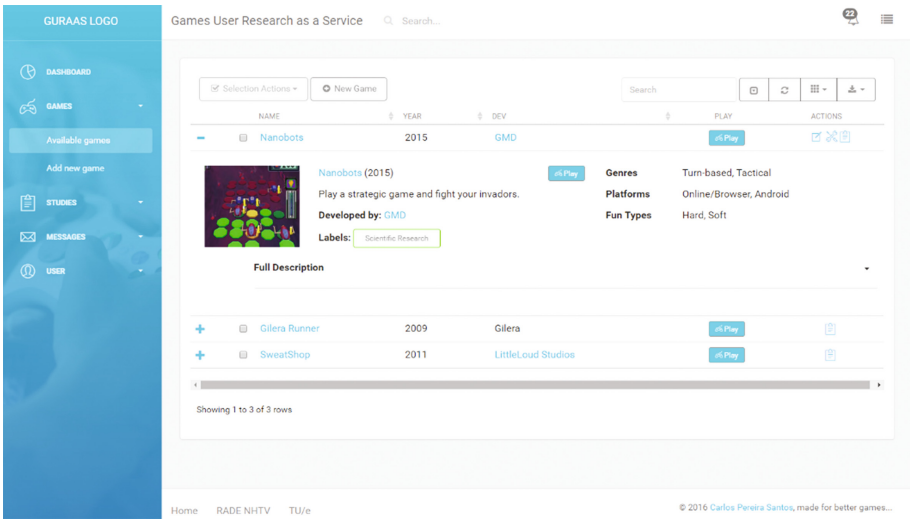 GURAAS LOGO
Games User Research as a Service
Search...
22
DASHBOARD
GAMES
Available games
Add new game
STUDIES
MESSAGES
USER
Selection Actions
New Game
Search
NAME YEAR DEV PLAY ACTIONS
Nanobots 2015 GMD Play
Nanobots (2015) Play
Play a strategic game and fight your invadors.
Developed by: GMD
Labels: Scientific Research
Genres Turn-based, Tactical
Platforms Online/Browser, Android
Fun Types Hard, Soft
Full Description
Gilera Runner 2009 Gilera Play
SweatShop 2011 LittleLoud Studios Play
Showing 1 to 3 of 3 rows
Home RADE NHTV TU/e
© 2016 Carlos Pereira Santos, made for better games...